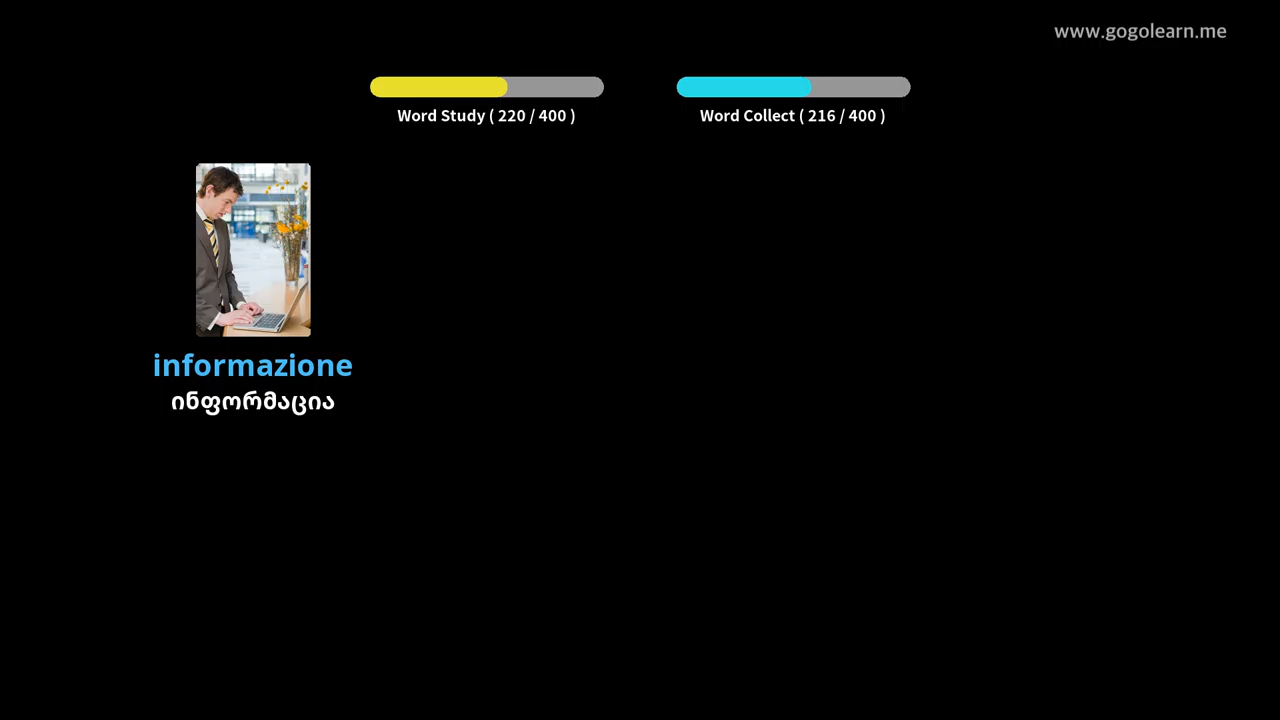 www.gogolearn.me
Word Study ( 220 / 400 )
Word Collect ( 216 / 400 )
informazione
ინფორმაცია